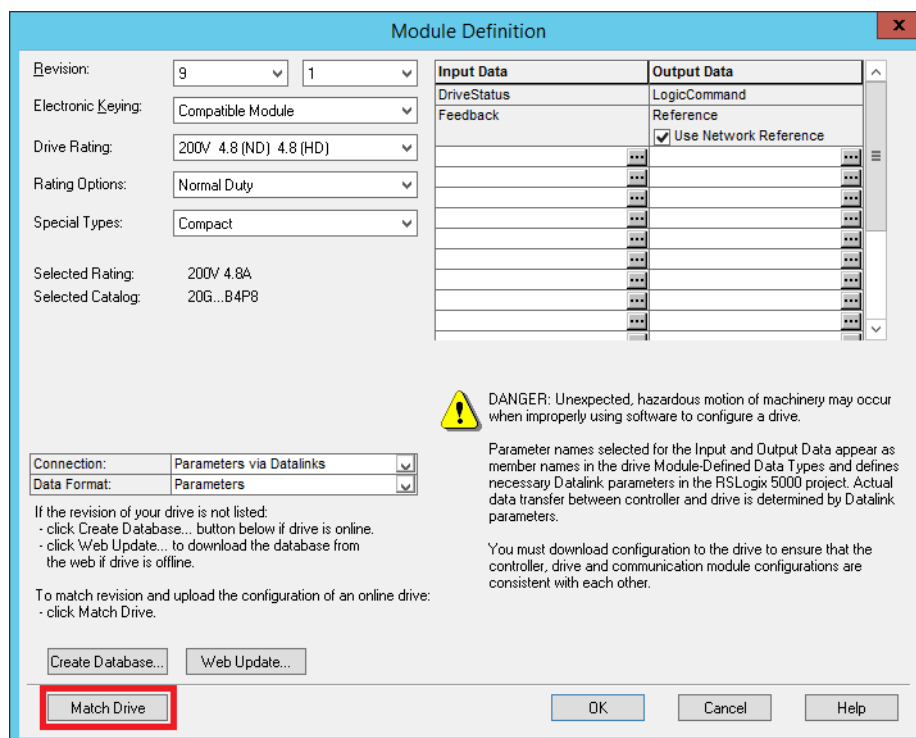 Module Definition
x
Revision:
9
1
Electronic Keying:
Compatible Module
Drive Rating:
200V 4.8 (ND) 4.8 (HD)
Rating Options:
Normal Duty
Special Types:
Compact
Selected Rating:
200V 4.8A
Selected Catalog:
20G...B4P8
Input Data
Output Data
DriveStatus
LogicCommand
Feedback
Reference
Use Network Reference
DANGER: Unexpected, hazardous motion of machinery may occur
when improperly using software to configure a drive.
Parameter names selected for the Input and Output Data appear as
member names in the drive Module-Defined Data Types and defines
necessary Datalink parameters in the RSLogix 5000 project. Actual
data transfer between controller and drive is determined by Datalink
parameters.
You must download configuration to the drive to ensure that the
controller, drive and communication module configurations are
consistent with each other.
Connection:
Parameters via Datalinks
Data Format:
Parameters
If the revision of your drive is not listed:
- click Create Database... button below if drive is online.
- click Web Update... to download the database from
the web if drive is offline.
To match revision and upload the configuration of an online drive:
- click Match Drive.
Create Database...
Web Update...
Match Drive
OK
Cancel
Help